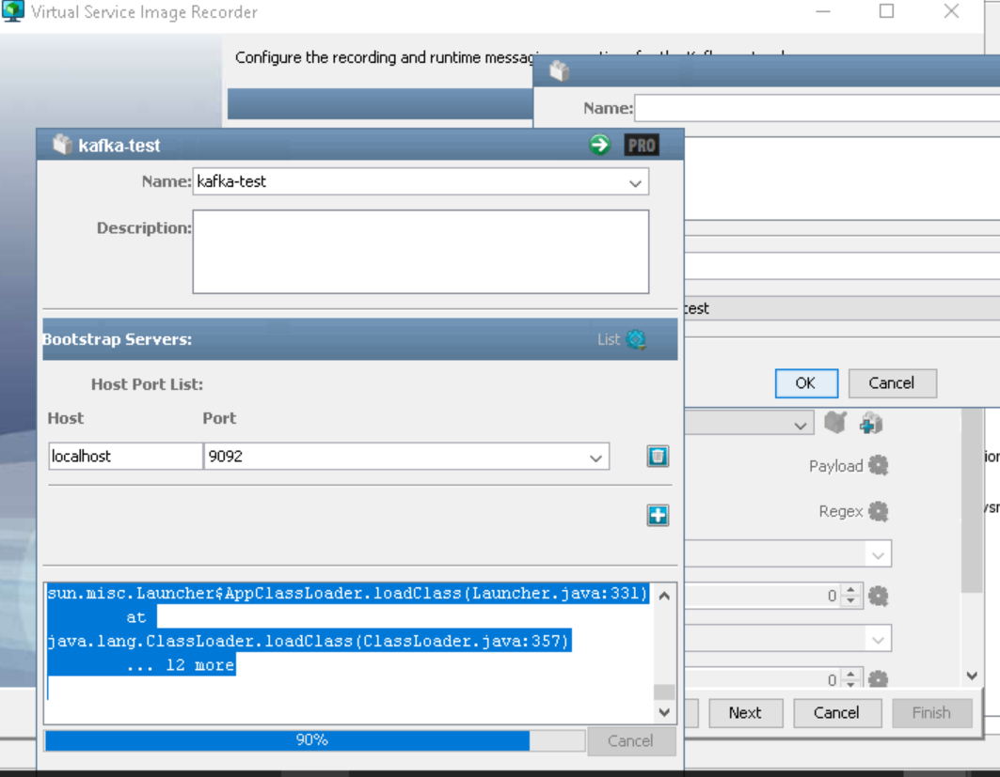 Virtual Service Image Recorder
Configure the recording and runtime
Name:
kafka-test
PRO
Name: kafka-test
Description:
test
Bootstrap Servers:
List
Host Port List:
OK
Cancel
Host Port
localhost 9092
Payload
Regex
sun.misc.Launcher$AppClassLoader.loadClass(Launcher.java:331)
at
java.lang.ClassLoader.loadClass(ClassLoader.java:357)
... 12 more
0
0
Next
Cancel
Finish
90%
Cancel